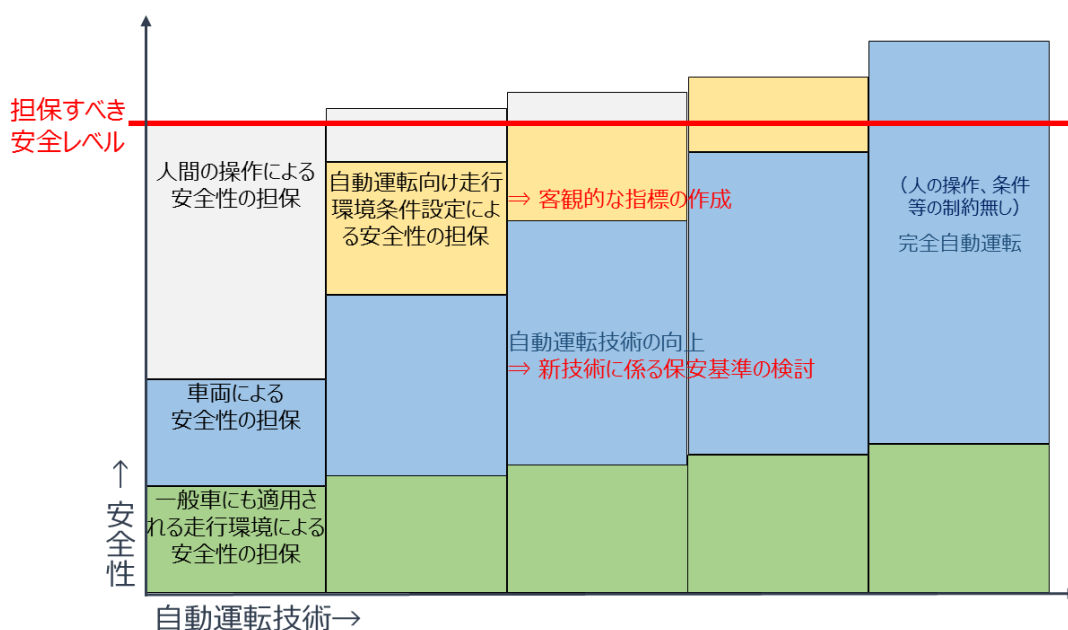 担保すべき
安全レベル
人間の操作による
安全性の担保
自動運転向け走行
環境条件設定によ
る安全性の担保
⇒ 客観的な指標の作成
（人の操作、条件
等の制約無し）
完全自動運転
自動運転技術の向上
⇒ 新技術に係る保安基準の検討
車両による
安全性の担保
一般車にも適用さ
れる走行環境による
安全性の担保
↑安全性
自動運転技術→